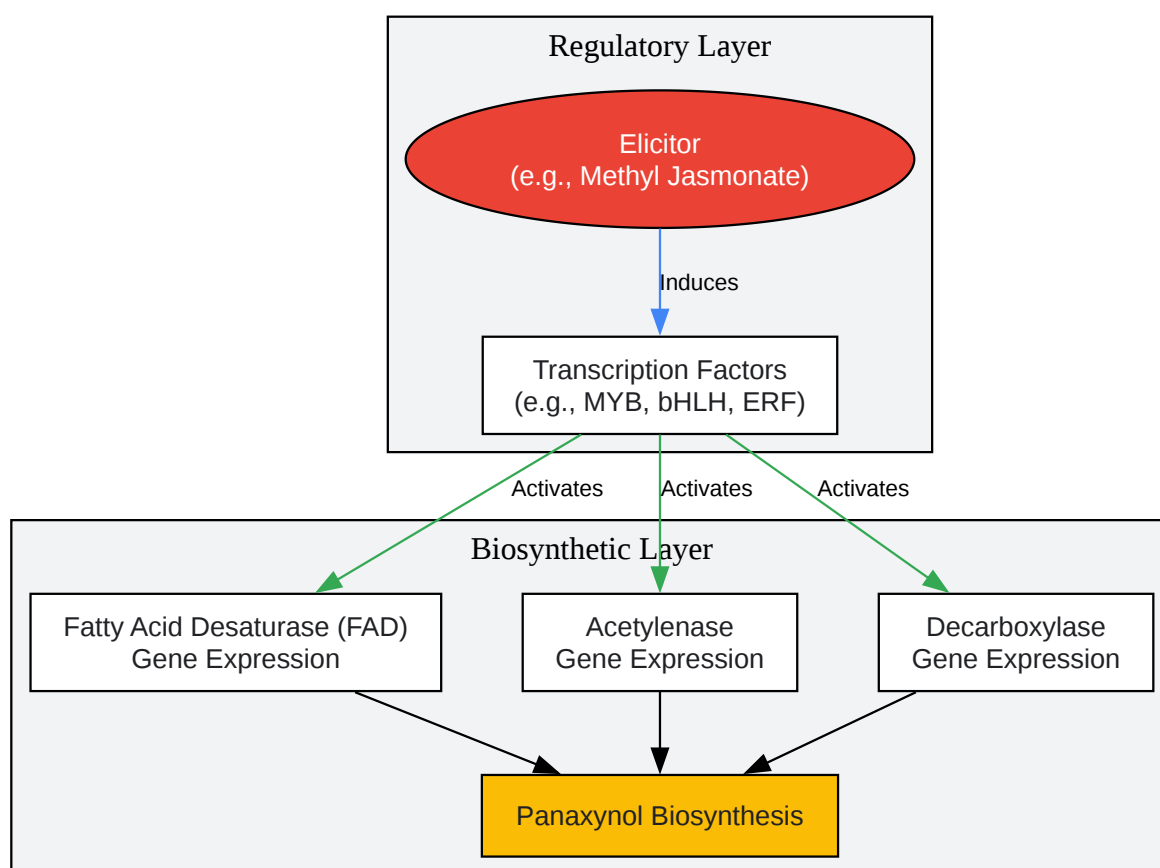 Regulatory Layer
Elicitor
(e.g., Methyl Jasmonate)
Induces
Transcription Factors
(e.g., MYB, bHLH, ERF)
Activates
Activates
Activates
Biosynthetic Layer
Fatty Acid Desaturase (FAD)
Gene Expression
Acetylenase
Gene Expression
Decarboxylase
Gene Expression
Panaxynol Biosynthesis